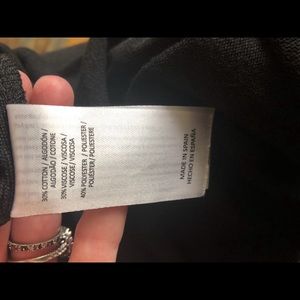 30% COTTON / ALGODÓN /
ALGODÃO / COTONE
30% VISCOSE / VISCOSA /
VISCOSE / VISCOSA
40% POLYESTER / POLIESTER /
POLIÉSTER / POLIESTERE
MADE IN SPAIN
HECHO EN ESPAÑA